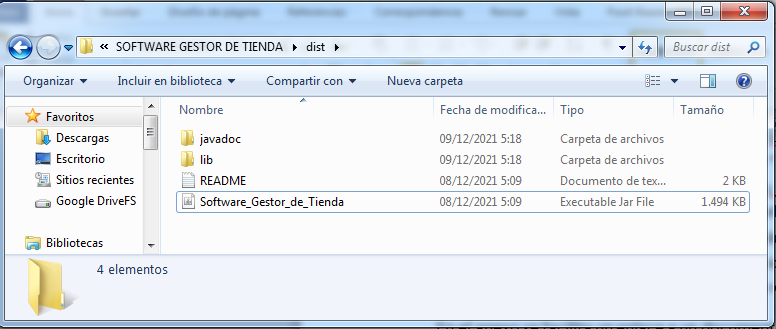 « SOFTWARE GESTOR DE TIENDA ▸ dist ▸ Buscar dist
Organizar Incluir en biblioteca Compartir con Nueva carpeta
Favoritos
Descargas
Escritorio
Sitios recientes
Google DriveFS
Bibliotecas
Nombre Fecha de modifica... Tipo Tamaño
javadoc 09/12/2021 5:18 Carpeta de archivos
lib 09/12/2021 5:18 Carpeta de archivos
README 08/12/2021 5:09 Documento de tex... 2 KB
Software_Gestor_de_Tienda 08/12/2021 5:09 Executable Jar File 1.494 KB
4 elementos